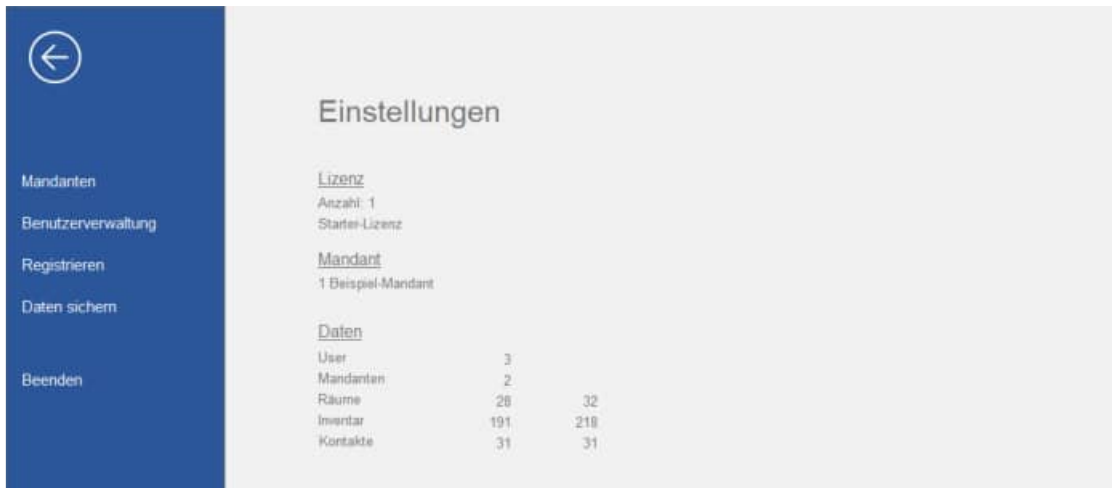 Einstellungen
Mandanten
Benutzerverwaltung
Registrieren
Daten sichern
Beenden
Lizenz
Anzahl: 1
Starter-Lizenz
Mandant
1 Beispiel-Mandant
Daten
User 3
Mandanten 2
Räume 28 32
Inventar 191 218
Kontakte 31 31